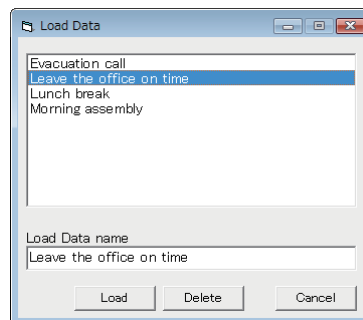 Load Data
Evacuation call
Leave the office on time
Lunch break
Morning assembly
Load Data name
Leave the office on time
Load
Delete
Cancel